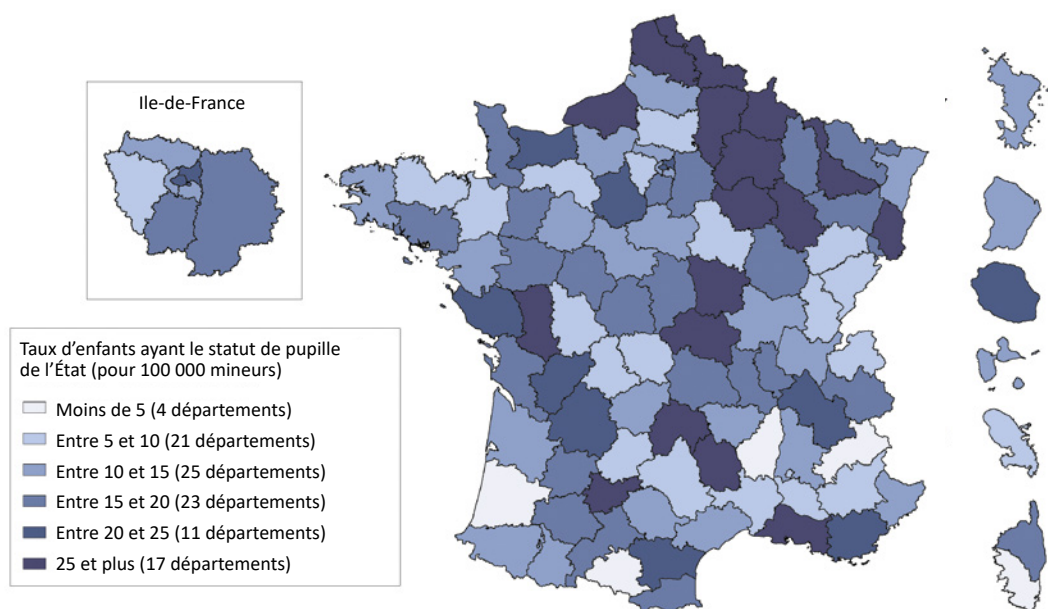 Ile-de-France
Taux d’enfants ayant le statut de pupille
de l’État (pour 100 000 mineurs)
Moins de 5 (4 départements)
Entre 5 et 10 (21 départements)
Entre 10 et 15 (25 départements)
Entre 15 et 20 (23 départements)
Entre 20 et 25 (11 départements)
25 et plus (17 départements)